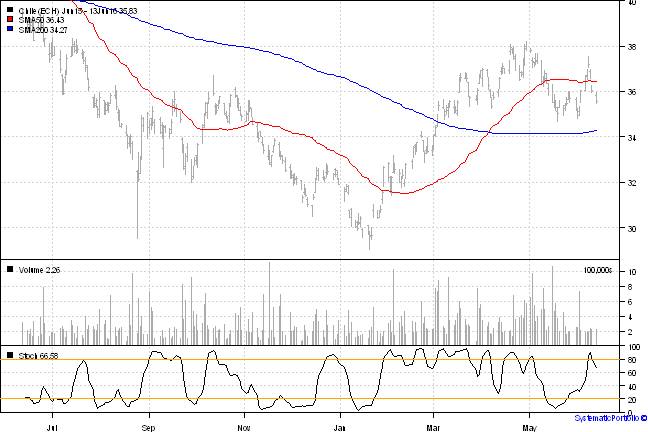 Chile (ECH) Jun15 - 13Jun16 35.83
SMA50 36.43
SMA200 34.27
40
38
36
34
32
30
Volume 2.26
100,000s
10
8
6
4
2
Stoch 66.58
100
80
60
40
20
0
Jul Sep Nov Jan Mar May
SystematicPortfolio ©